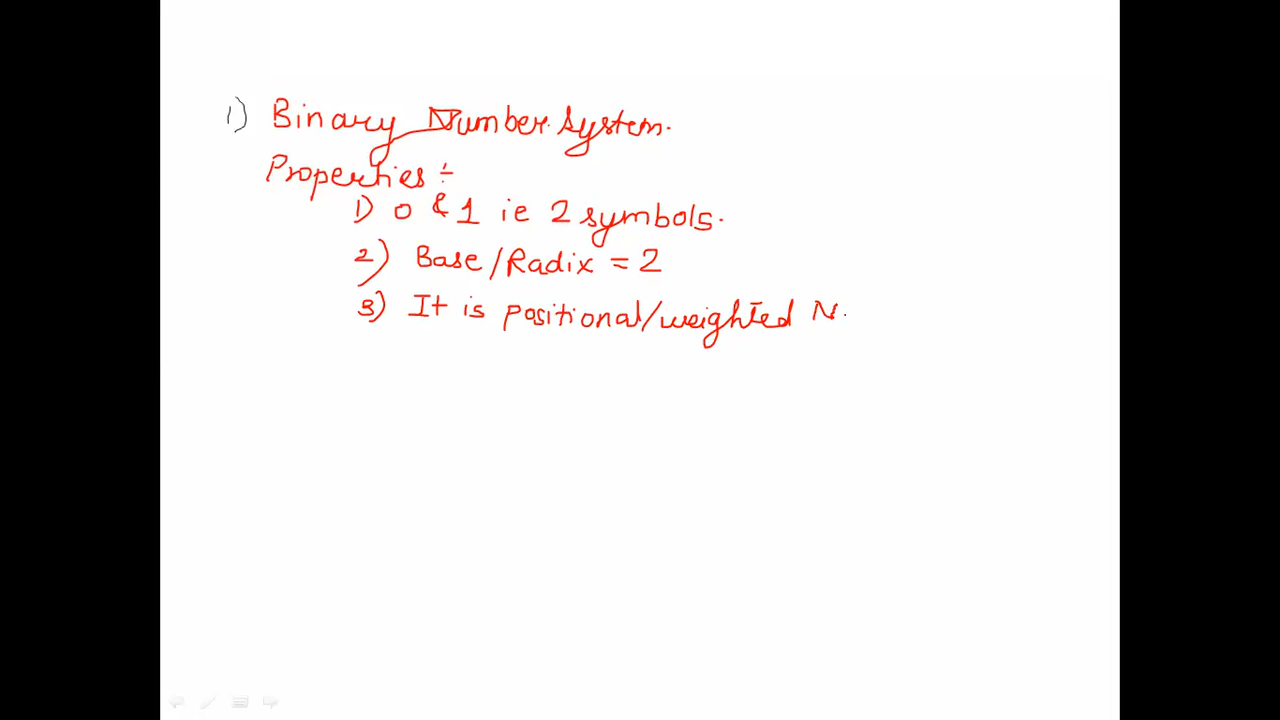 1) Binary Number System.
Properties ÷
1) 0 & 1 ie 2 symbols.
2) Base/Radix = 2
3) It is positional/weighted N.